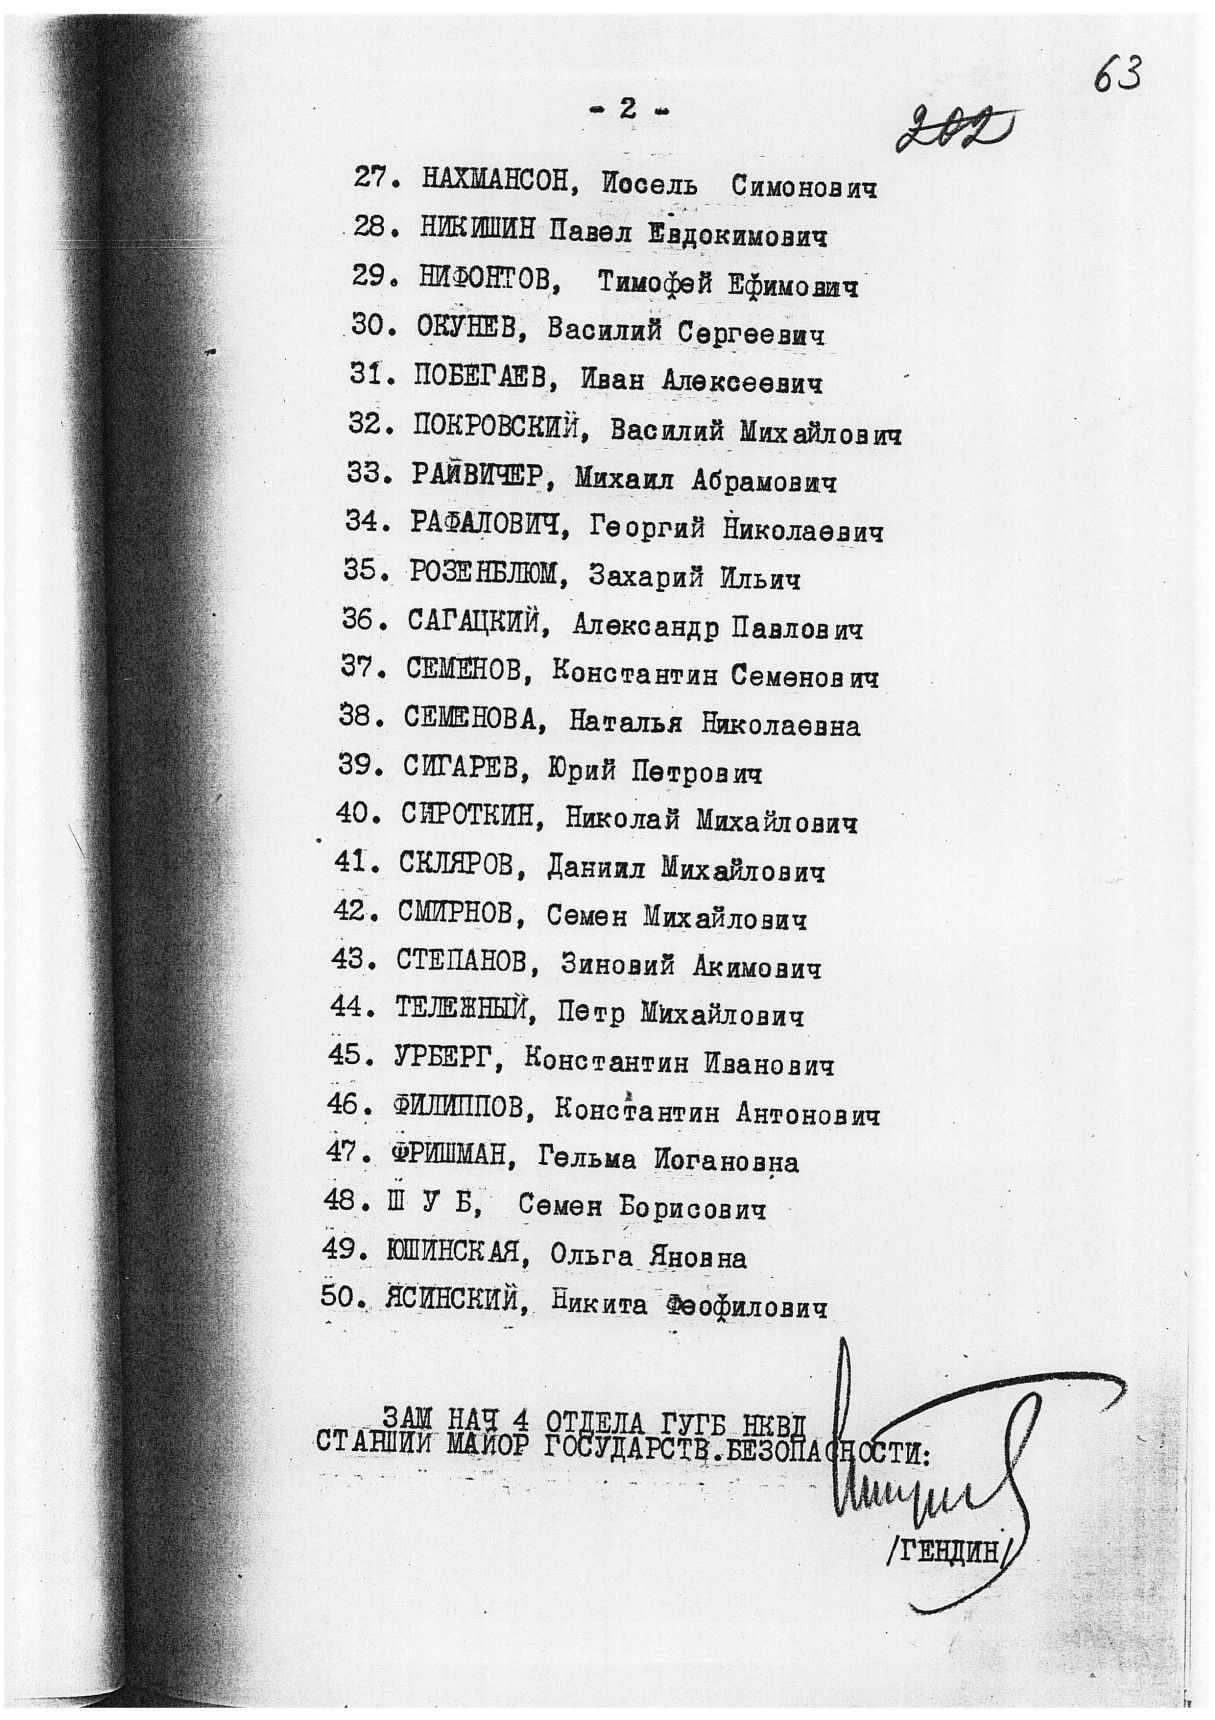 63
- 2 -
202
27. НАХМАНСОН, Иосель Симонович
28. НИКИШИН Павел Евдокимович
29. НИФОНТОВ, Тимофей Ефимович
30. ОКУНЕВ, Василий Сергеевич
31. ПОБЕГАЕВ, Иван Алексеевич
32. ПОКРОВСКИЙ, Василий Михайлович
33. РАЙВИЧЕР, Михаил Абрамович
34. РАФАЛОВИЧ, Георгий Николаевич
35. РОЗЕНБЛЮМ, Захарий Ильич
36. САГАЦКИЙ, Александр Павлович
37. СЕМЕНОВ, Константин Семенович
38. СЕМЕНОВА, Наталья Николаевна
39. СИГАРЕВ, Юрий Петрович
40. СИРОТКИН, Николай Михайлович
41. СКЛЯРОВ, Даниил Михайлович
42. СМИРНОВ, Семен Михайлович
43. СТЕПАНОВ, Зиновий Акимович
44. ТЕЛЕЖНЫЙ, Петр Михайлович
45. УРБЕРГ, Константин Иванович
46. ФИЛИППОВ, Константин Антонович
47. ФРИШМАН, Гельма Иогановна
48. Ш У Б, Семен Борисович
49. ЮШИНСКАЯ, Ольга Яновна
50. ЯСИНСКИЙ, Никита Феофилович
ЗАМ НАЧ 4 ОТДЕЛА ГУГБ НКВД
СТАРШИЙ МАЙОР ГОСУДАРСТВ.БЕЗОПАСНОСТИ:
/ГЕНДИН/